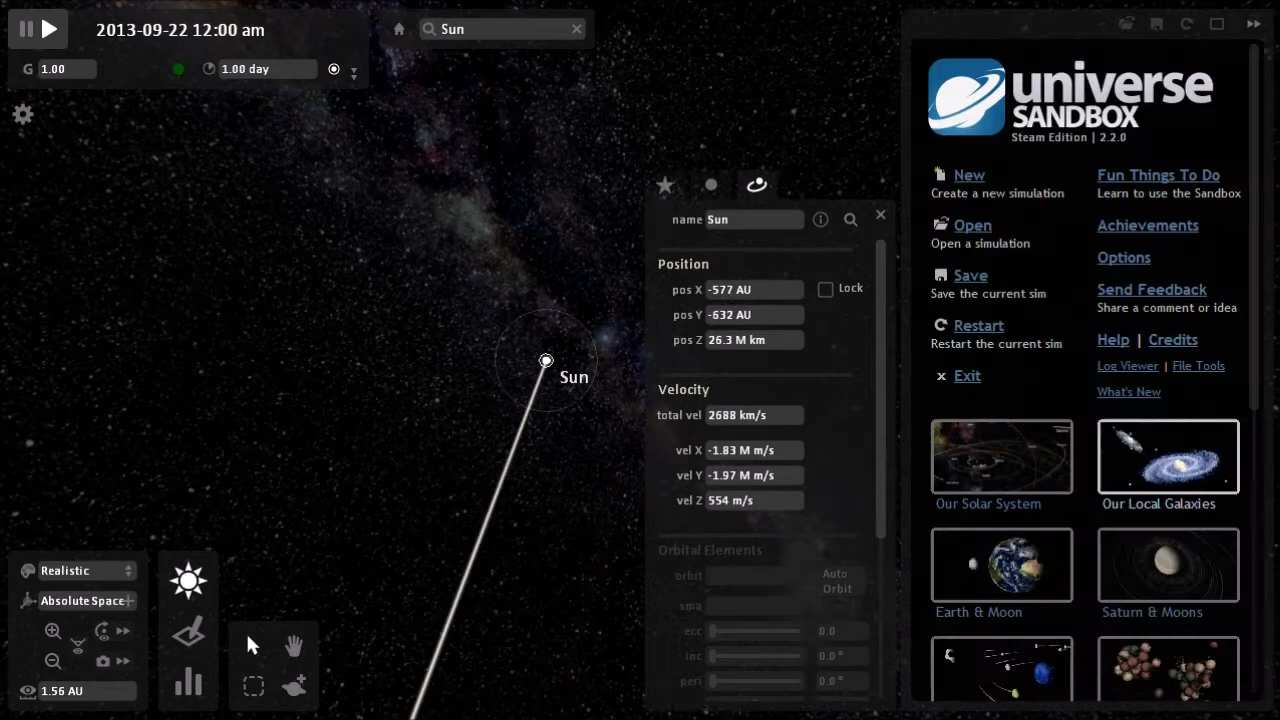 2013-09-22 12:00 am
Sun
G 1.00
1.00 day
universe
SANDBOX
Steam Edition | 2.2.0
New
Create a new simulation
Open
Open a simulation
Save
Save the current sim
Restart
Restart the current sim
x Exit
Fun Things To Do
Learn to use the Sandbox
Achievements
Options
Send Feedback
Share a comment or idea
Help | Credits
Log Viewer | File Tools
What's New
Our Solar System
Our Local Galaxies
Earth & Moon
Saturn & Moons
name Sun
Position
pos X -577 AU
Lock
pos Y -632 AU
pos Z 26.3 M km
Velocity
total vel 2688 km/s
vel X -1.83 M m/s
vel Y -1.97 M m/s
vel Z 554 m/s
Orbital Elements
orbit
Auto
Orbit
sma
ecc 0.0
inc 0.0 °
peri 0.0 °
Sun
Realistic
Absolute Space
1.56 AU